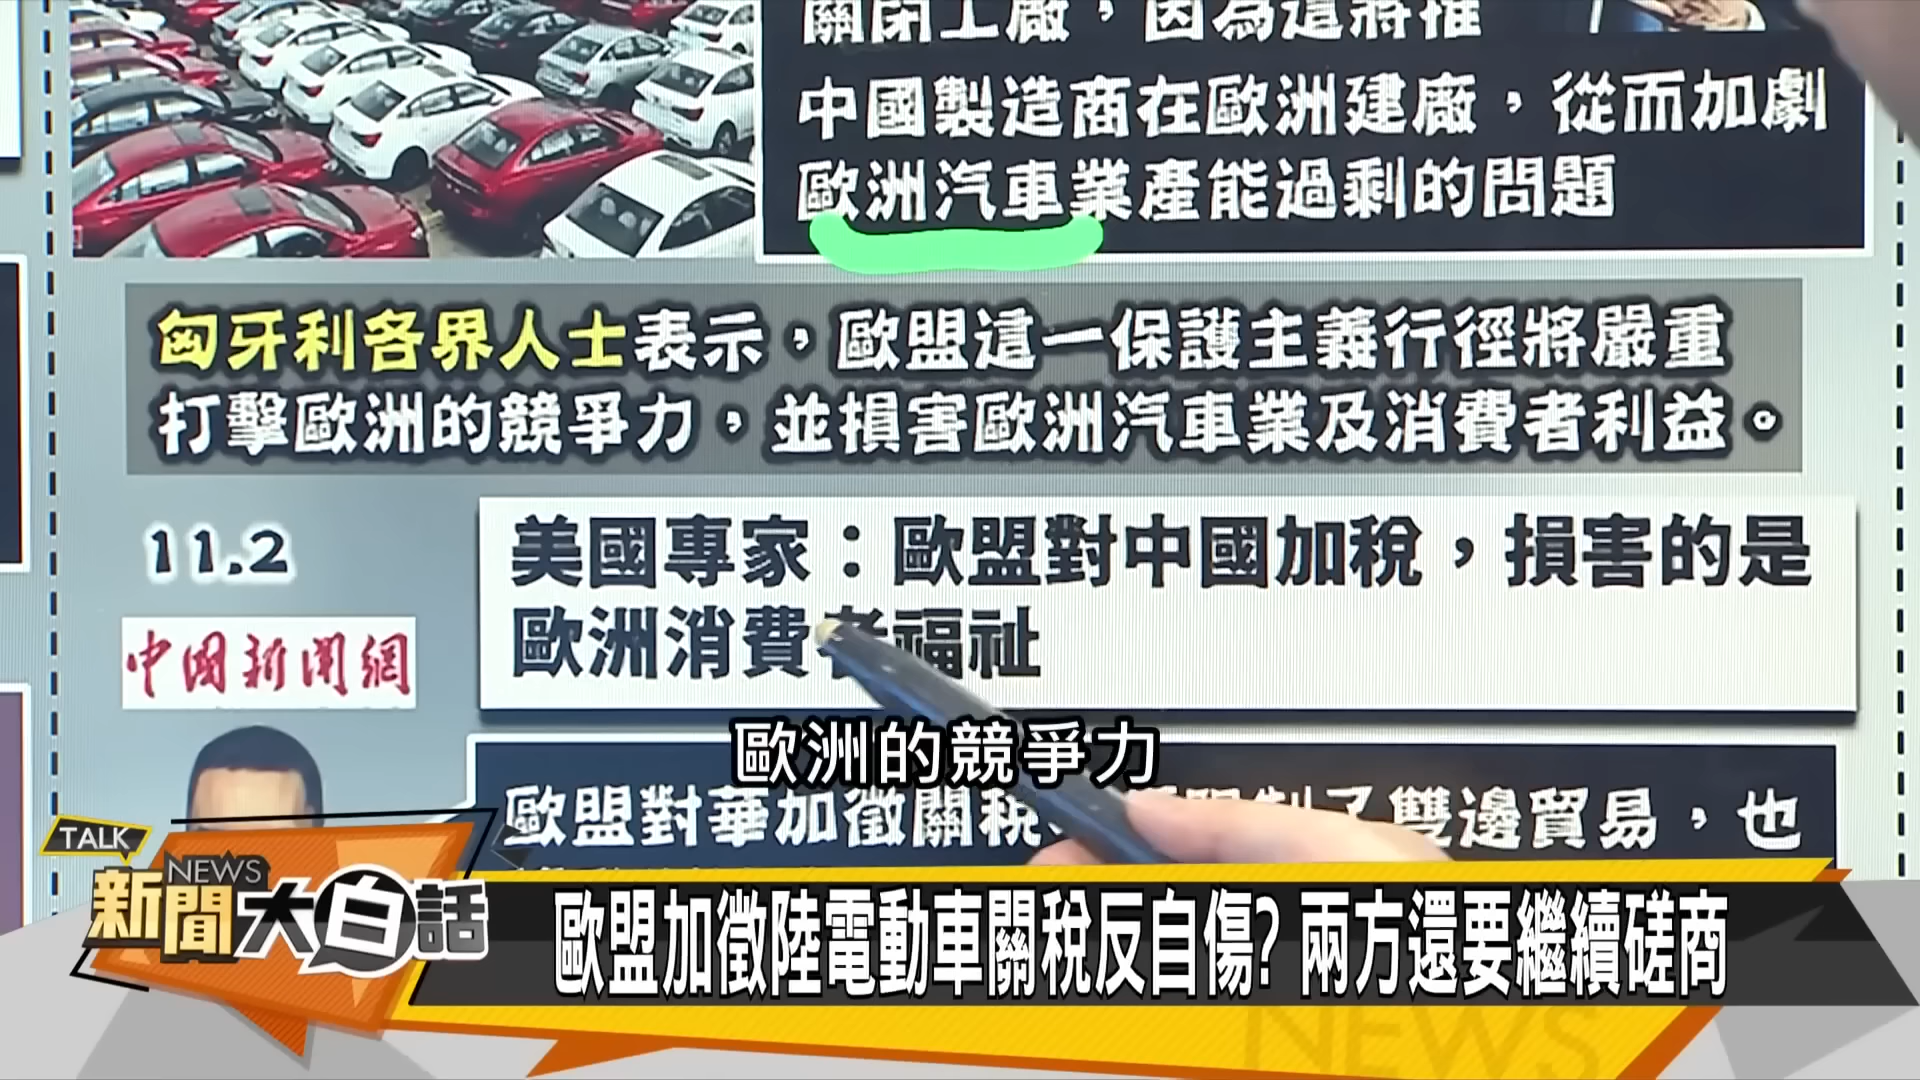 關閉工廠，因為這將推
中國製造商在歐洲建廠，從而加劇
歐洲汽車業產能過剩的問題
匈牙利各界人士表示，歐盟這一保護主義行徑將嚴重
打擊歐洲的競爭力，並損害歐洲汽車業及消費者利益。
11.2
中國新聞網
美國專家：歐盟對中國加稅，損害的是
歐洲消費者福祉
歐洲的競爭力
歐盟對華加徵關稅
雙邊貿易，也
TALK
NEWS
新聞大白話
歐盟加徵陸電動車關稅反自傷? 兩方還要繼續磋商
NEWS